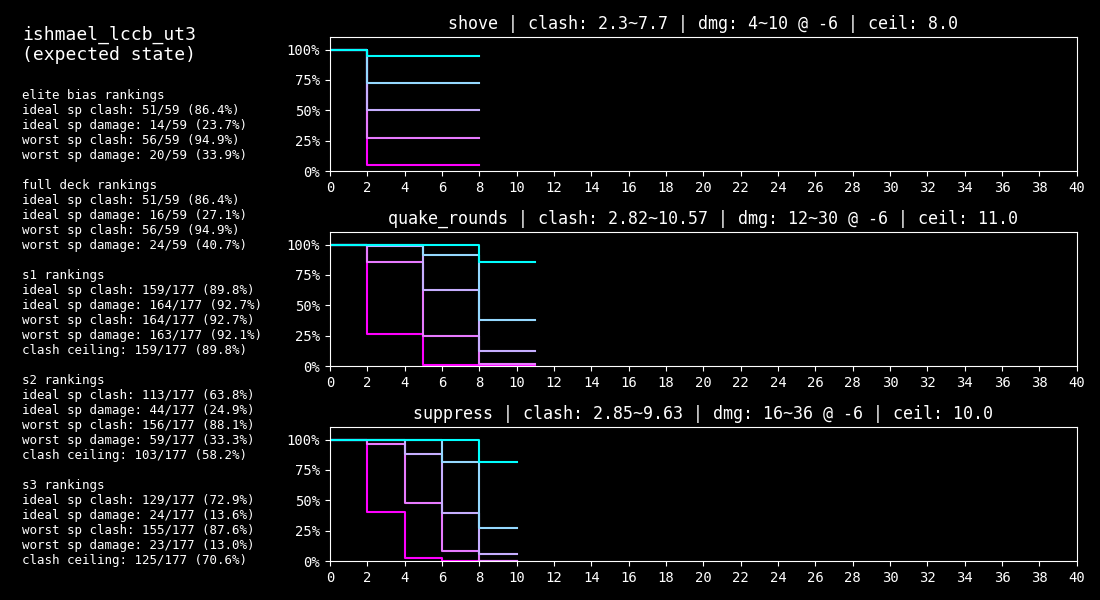 ishmael_lccb_ut3
(expected state)
elite bias rankings
ideal sp clash: 51/59 (86.4%)
ideal sp damage: 14/59 (23.7%)
worst sp clash: 56/59 (94.9%)
worst sp damage: 20/59 (33.9%)
full deck rankings
ideal sp clash: 51/59 (86.4%)
ideal sp damage: 16/59 (27.1%)
worst sp clash: 56/59 (94.9%)
worst sp damage: 24/59 (40.7%)
s1 rankings
ideal sp clash: 159/177 (89.8%)
ideal sp damage: 164/177 (92.7%)
worst sp clash: 164/177 (92.7%)
worst sp damage: 163/177 (92.1%)
clash ceiling: 159/177 (89.8%)
s2 rankings
ideal sp clash: 113/177 (63.8%)
ideal sp damage: 44/177 (24.9%)
worst sp clash: 156/177 (88.1%)
worst sp damage: 59/177 (33.3%)
clash ceiling: 103/177 (58.2%)
s3 rankings
ideal sp clash: 129/177 (72.9%)
ideal sp damage: 24/177 (13.6%)
worst sp clash: 155/177 (87.6%)
worst sp damage: 23/177 (13.0%)
clash ceiling: 125/177 (70.6%)
shove | clash: 2.3~7.7 | dmg: 4~10 @ -6 | ceil: 8.0
100%
75%
50%
25%
0%
0 2 4 6 8 10 12 14 16 18 20 22 24 26 28 30 32 34 36 38 40
quake_rounds | clash: 2.82~10.57 | dmg: 12~30 @ -6 | ceil: 11.0
100%
75%
50%
25%
0%
0 2 4 6 8 10 12 14 16 18 20 22 24 26 28 30 32 34 36 38 40
suppress | clash: 2.85~9.63 | dmg: 16~36 @ -6 | ceil: 10.0
100%
75%
50%
25%
0%
0 2 4 6 8 10 12 14 16 18 20 22 24 26 28 30 32 34 36 38 40